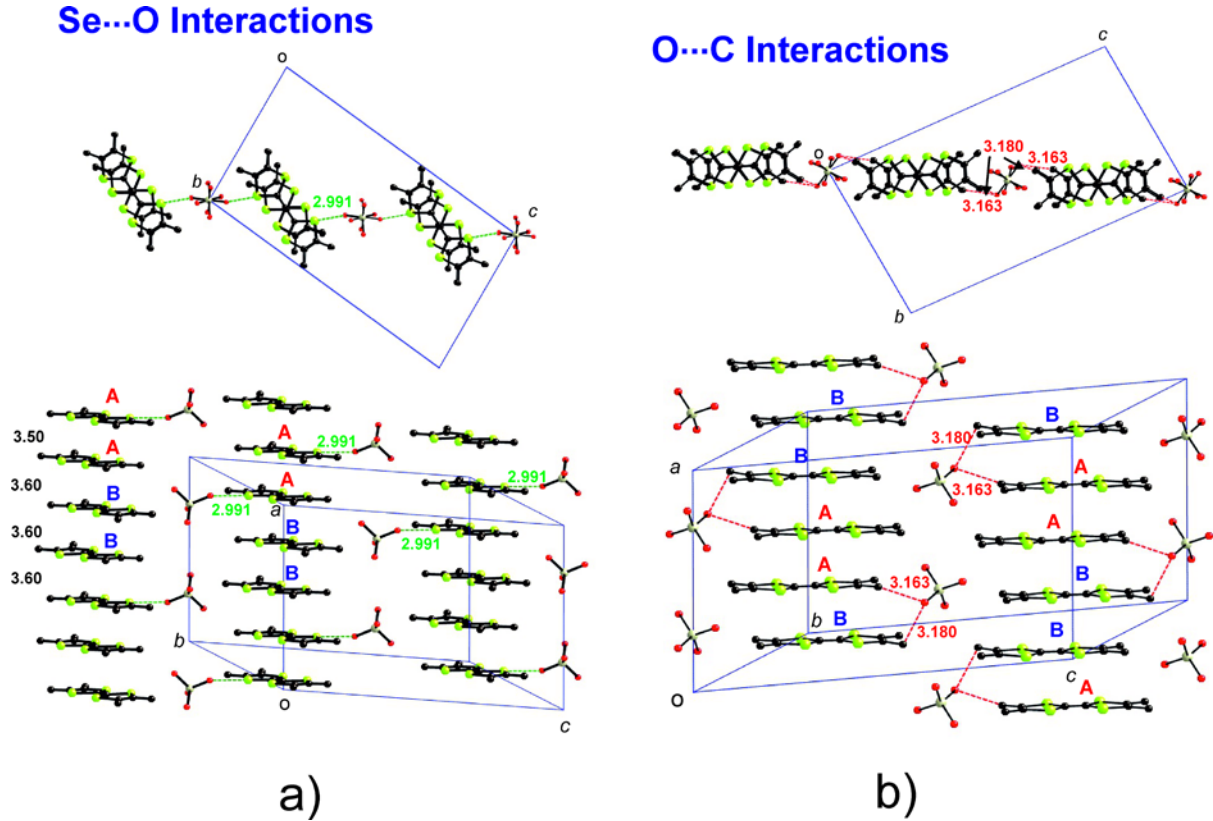 Se···O Interactions
o
b
2.991
c
A
2.991
3.50
A
A
3.60
B
A
2.991
2.991
a
3.60
B
B
2.991
3.60
B
b
o
c
a)
O···C Interactions
c
o
3.180
3.163
3.163
b
B
B
3.180
a
B
3.163
A
A
A
B
3.163
b
B
3.180
B
c
o
A
b)